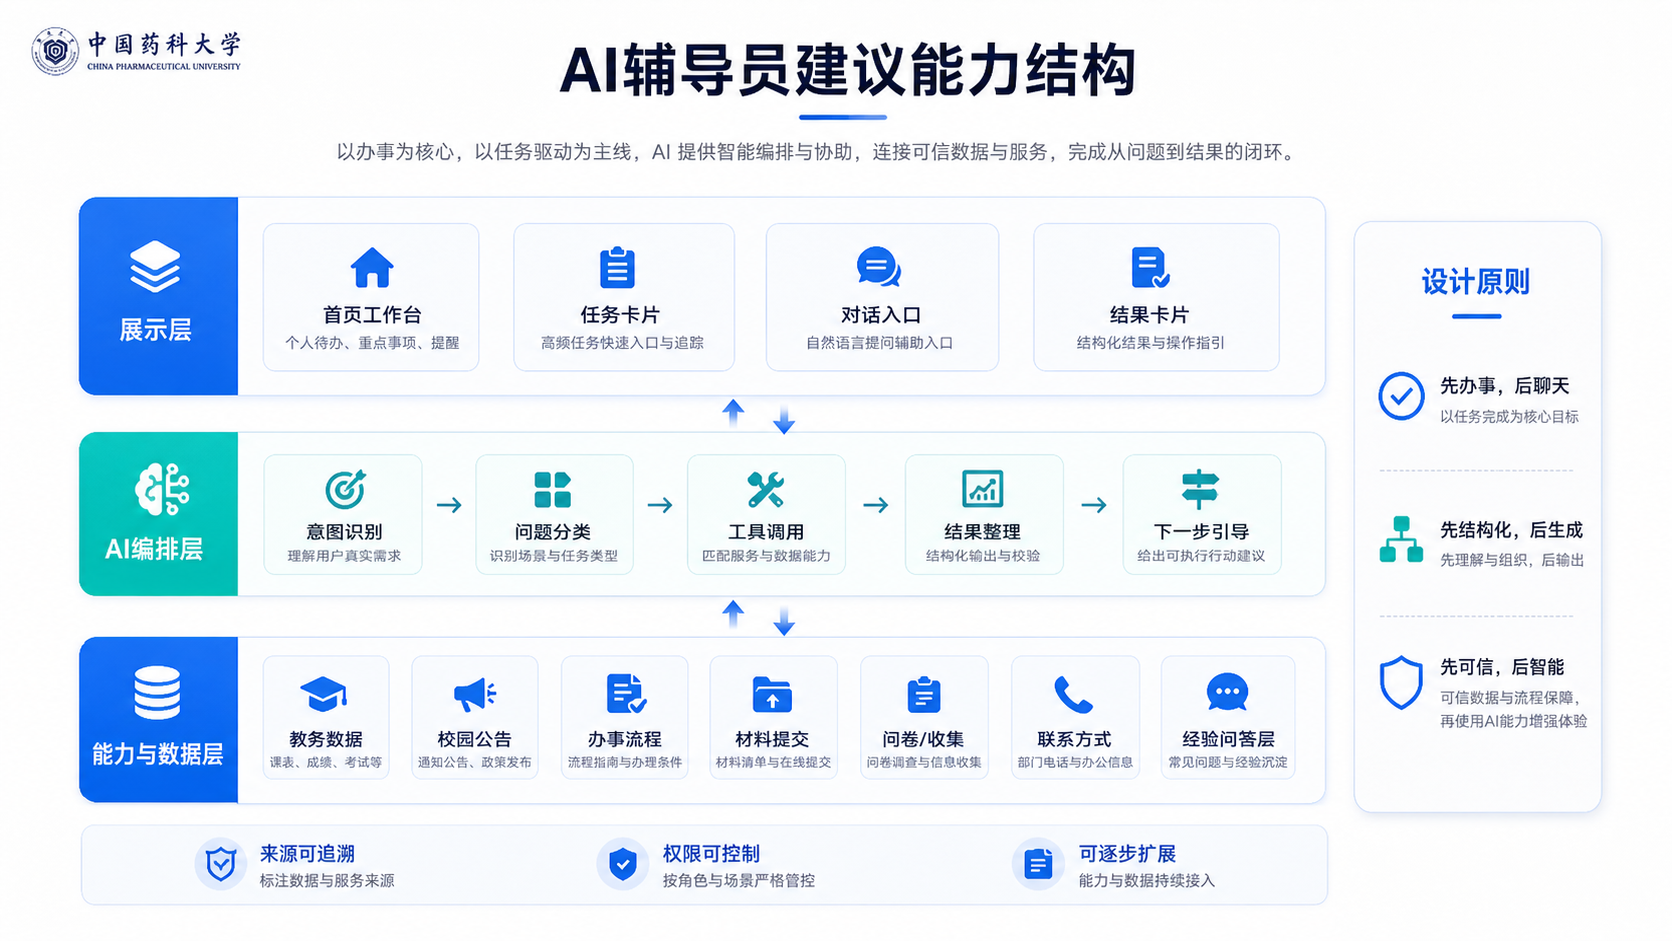 中国药科大学
CHINA PHARMACEUTICAL UNIVERSITY
AI辅导员建议能力结构
以办事为核心，以任务驱动为主线，AI 提供智能编排与协助，连接可信数据与服务，完成从问题到结果的闭环。
展示层
首页工作台
个人待办、重点事项、提醒
任务卡片
高频任务快速入口与追踪
对话入口
自然语言提问辅助入口
结果卡片
结构化结果与操作指引
AI编排层
意图识别
理解用户真实需求
问题分类
识别场景与任务类型
工具调用
匹配服务与数据能力
结果整理
结构化输出与校验
下一步引导
给出可执行行动建议
能力与数据层
教务数据
课表、成绩、考试等
校园公告
通知公告、政策发布
办事流程
流程指南与办理条件
材料提交
材料清单与在线提交
问卷/收集
问卷调查与信息收集
联系方式
部门电话与办公信息
经验问答层
常见问题与经验沉淀
来源可追溯
标注数据与服务来源
权限可控制
按角色与场景严格管控
可逐步扩展
能力与数据持续接入
设计原则
先办事，后聊天
以任务完成为核心目标
先结构化，后生成
先理解与组织，后输出
先可信，后智能
可信数据与流程保障，
再使用AI能力增强体验